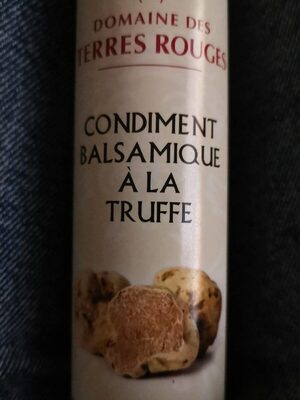 DOMAINE DES
TERRES ROUGES
CONDIMENT
BALSAMIQUE
À LA
TRUFFE